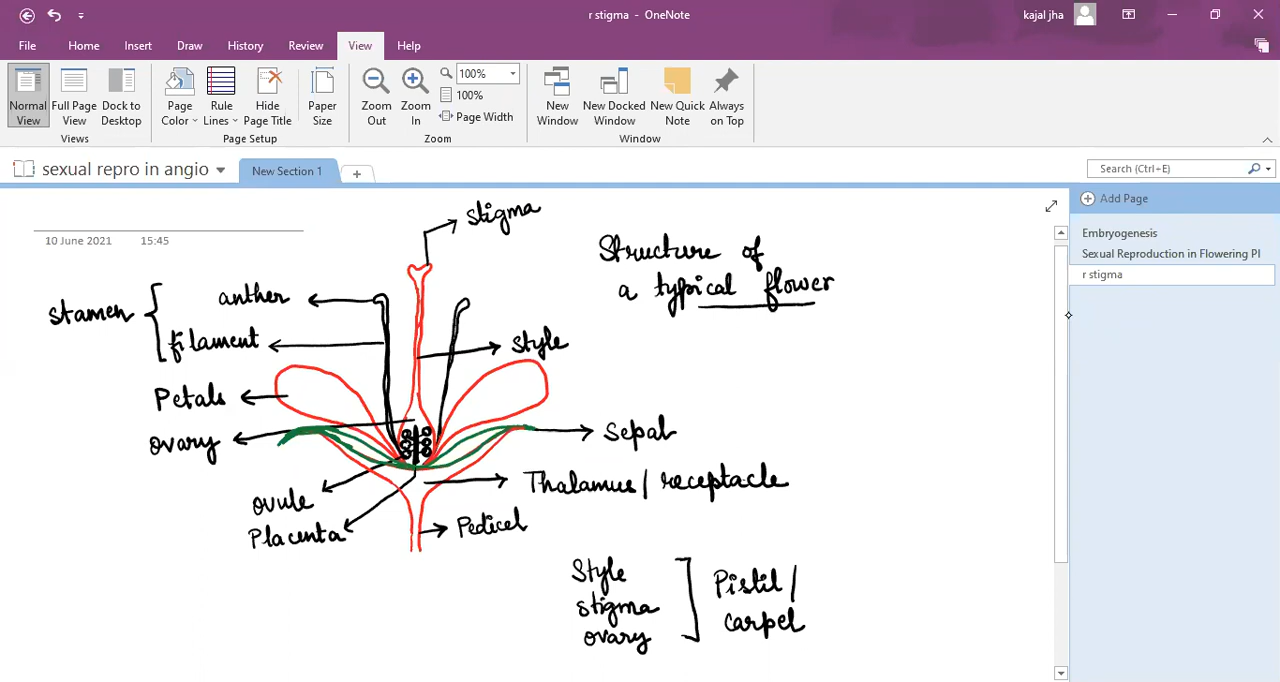 r stigma - OneNote
kajal jha
File Home Insert Draw History Review View Help
Normal View
Full Page View
Dock to Desktop
Views
Page Color
Rule Lines
Hide Page Title
Paper Size
Page Setup
Zoom Out
Zoom In
100%
100%
Page Width
Zoom
New Window
New Docked Window
New Quick Note
Always on Top
Window
sexual repro in angio
New Section 1
Search (Ctrl+E)
Add Page
Embryogenesis
Sexual Reproduction in Flowering Pl
r stigma
10 June 2021 15:45
Structure of
a typical flower
stigma
stamen
anther
filament
style
Petals
ovary
sepal
ovule
Thalamus/ receptacle
Placenta
Pedicel
Style
stigma
ovary
Pistil /
carpel